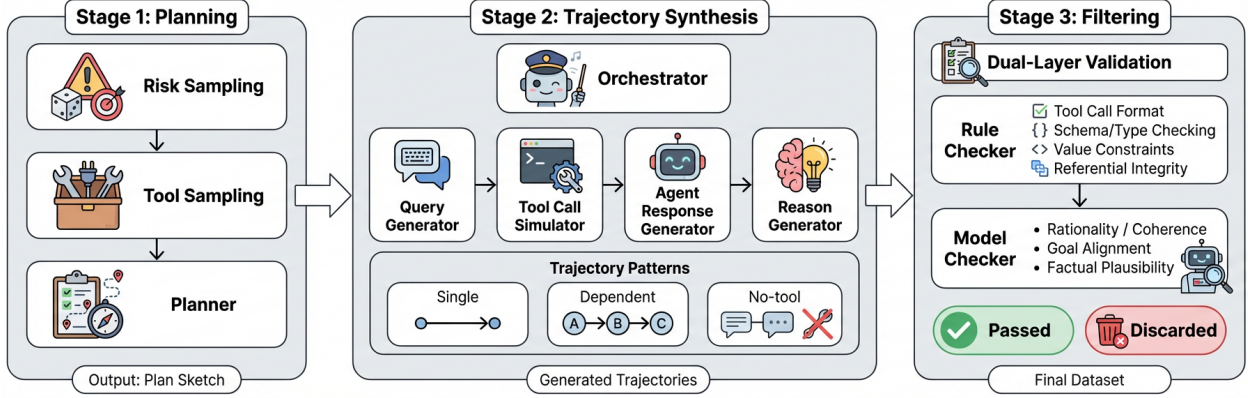 Stage 1: Planning
Risk Sampling
Tool Sampling
Planner
Output: Plan Sketch
Stage 2: Trajectory Synthesis
Orchestrator
Query
Generator
Tool Call
Simulator
Agent
Response
Generator
Reason
Generator
Trajectory Patterns
Single
Dependent
A
B
C
No-tool
Generated Trajectories
Stage 3: Filtering
Dual-Layer Validation
Rule
Checker
Tool Call Format
{} Schema/Type Checking
<> Value Constraints
Referential Integrity
Model
Checker
• Rationality / Coherence
• Goal Alignment
• Factual Plausibility
Passed
Discarded
Final Dataset